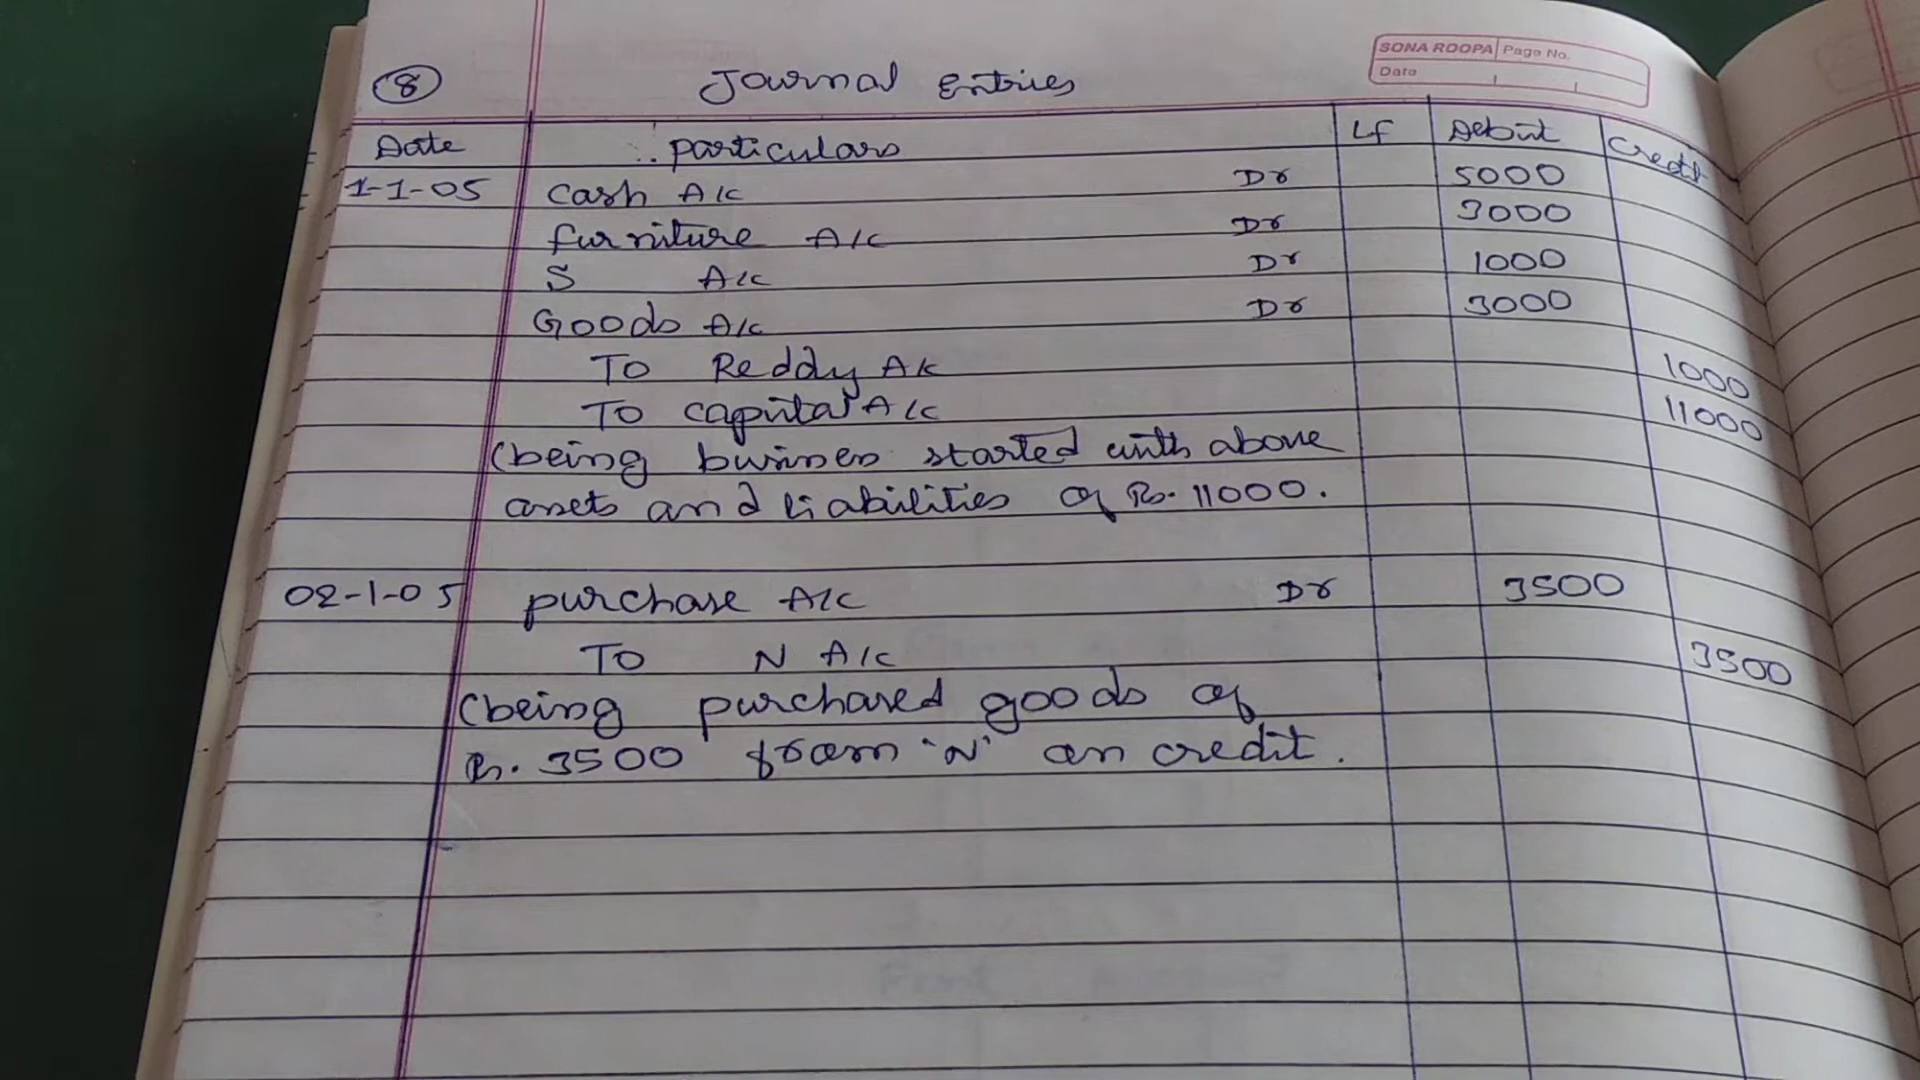 SONA ROOPA Page No.
Date
8 Journal Entries
Date particulars Lf Debit Credit
1-1-05 Cash A/c Dr 5000
furniture A/c Dr 3000
S A/c Dr 1000
Goods A/c Dr 3000
To Reddy A/c 1000
To capital A/c 11000
(being business started with above
assets and liabilities of Rs. 11000.
02-1-05 purchase A/c Dr 3500
To N A/c 3500
(being purchased goods of
Rs. 3500 from 'N' on credit.